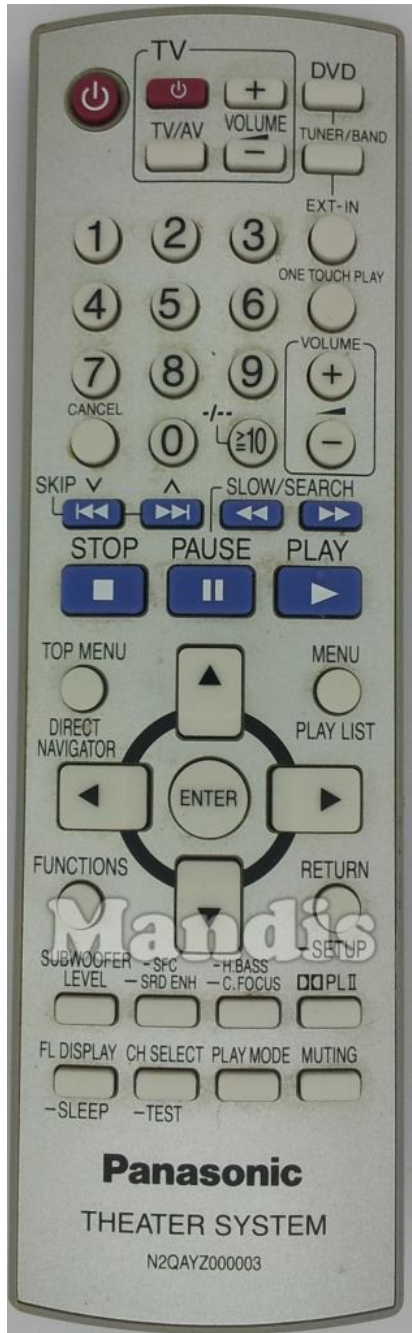 TV
DVD
TV/AV
VOLUME
+
−
TUNER/BAND
EXT-IN
1 2 3
ONE TOUCH PLAY
4 5 6
VOLUME
7 8 9
+
CANCEL
-/--
0 ≧10
−
SKIP ∨ ∧ SLOW/SEARCH
STOP PAUSE PLAY
TOP MENU
MENU
DIRECT
NAVIGATOR
PLAY LIST
ENTER
FUNCTIONS
RETURN
Mandis
−SETUP
SUBWOOFER
LEVEL
−SFC
−SRD ENH
−H.BASS
−C.FOCUS
PLII
FL DISPLAY CH SELECT PLAY MODE MUTING
−SLEEP −TEST
Panasonic
THEATER SYSTEM
N2QAYZ000003